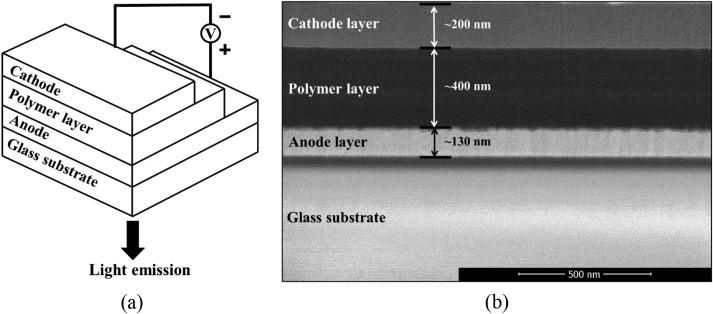 −
V
+
Cathode
Polymer layer
Anode
Glass substrate
Light emission
(a)
Cathode layer
~200 nm
Polymer layer
~400 nm
Anode layer
~130 nm
Glass substrate
500 nm
(b)